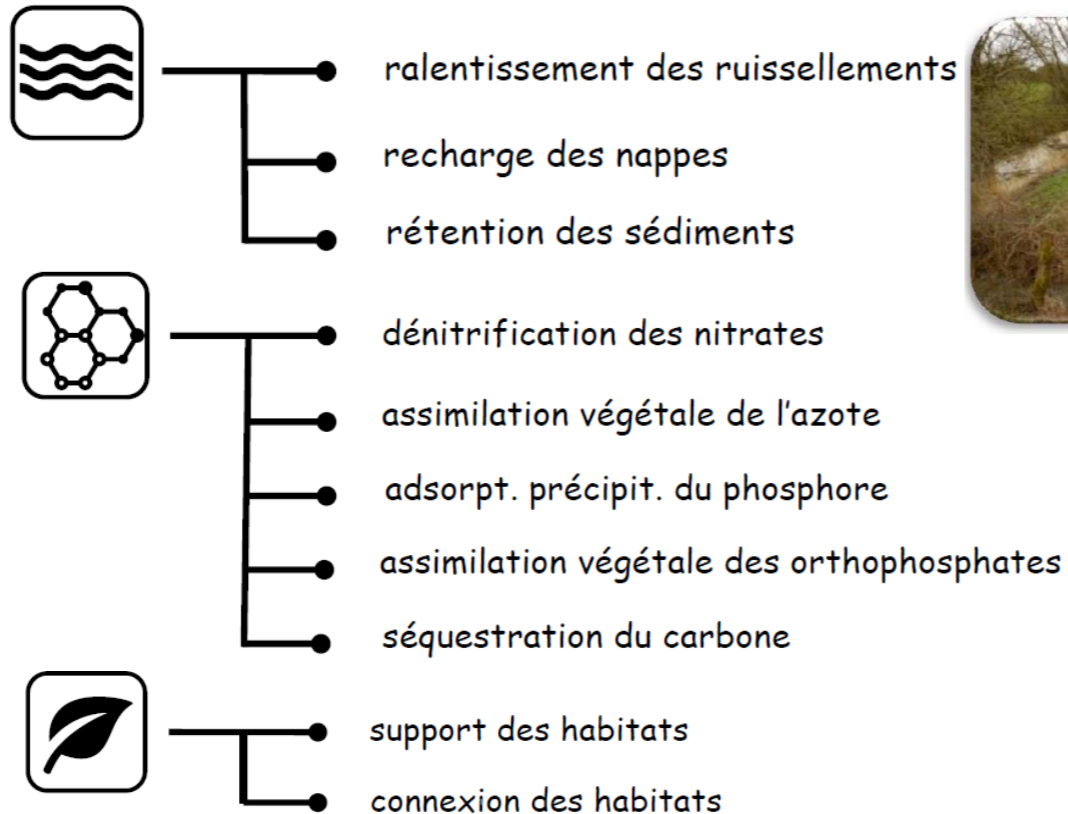 ralentissement des ruissellements
recharge des nappes
rétention des sédiments
dénitrification des nitrates
assimilation végétale de l'azote
adsorpt. précipit. du phosphore
assimilation végétale des orthophosphates
séquestration du carbone
support des habitats
connexion des habitats